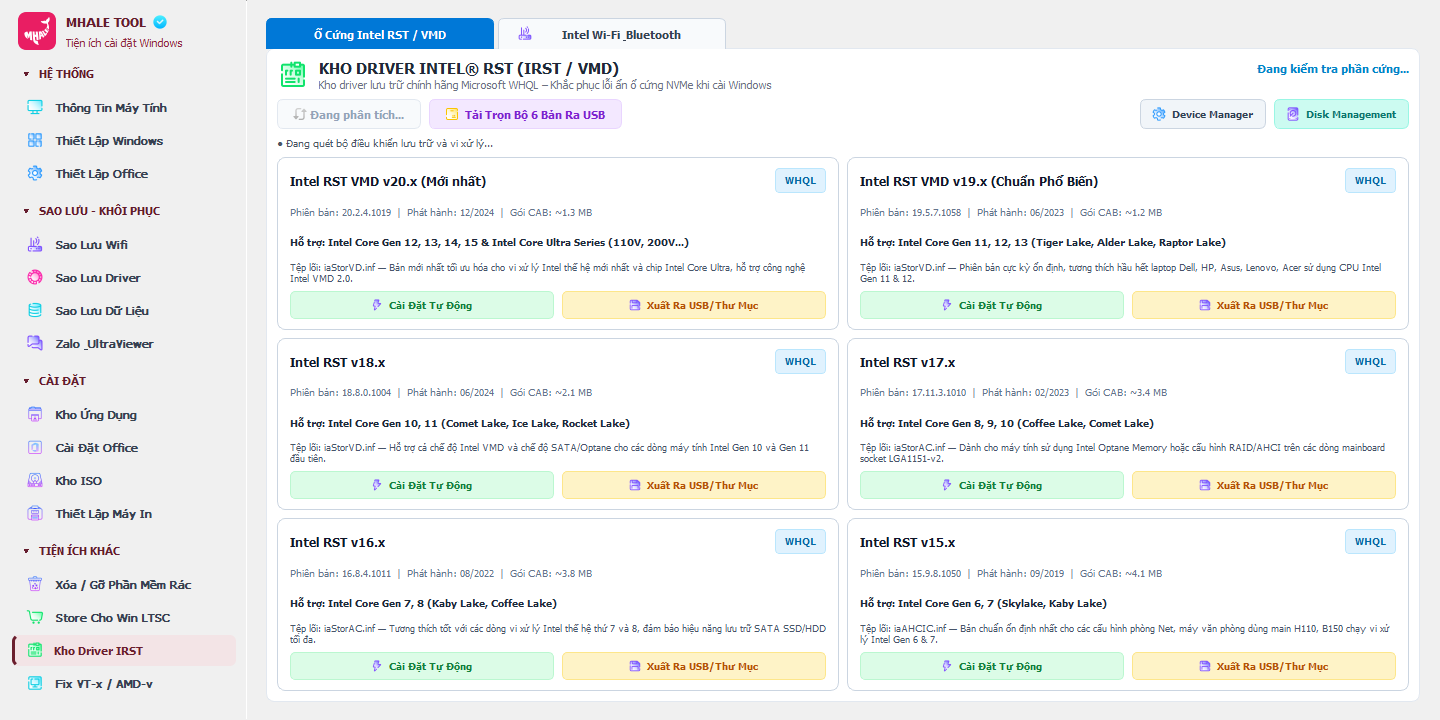 MHALE TOOL
Tiện ích cài đặt Windows
HỆ THỐNG
Thông Tin Máy Tính
Thiết Lập Windows
Thiết Lập Office
SAO LƯU - KHÔI PHỤC
Sao Lưu Wifi
Sao Lưu Driver
Sao Lưu Dữ Liệu
Zalo _UltraViewer
CÀI ĐẶT
Kho Ứng Dụng
Cài Đặt Office
Kho ISO
Thiết Lập Máy In
TIỆN ÍCH KHÁC
Xóa / Gỡ Phần Mềm Rác
Store Cho Win LTSC
Kho Driver IRST
Fix VT-x / AMD-v
Ổ Cứng Intel RST / VMD
Intel Wi-Fi _Bluetooth
KHO DRIVER INTEL® RST (IRST / VMD)
Kho driver lưu trữ chính hãng Microsoft WHQL – Khắc phục lỗi ẩn ổ cứng NVMe khi cài Windows
Đang kiểm tra phần cứng...
Đang phân tích...
Tải Trọn Bộ 6 Bản Ra USB
Device Manager
Disk Management
• Đang quét bộ điều khiển lưu trữ và vi xử lý...
Intel RST VMD v20.x (Mới nhất)
WHQL
Phiên bản: 20.2.4.1019 | Phát hành: 12/2024 | Gói CAB: ~1.3 MB
Hỗ trợ: Intel Core Gen 12, 13, 14, 15 & Intel Core Ultra Series (110V, 200V...)
Tệp lõi: iaStorVD.inf — Bản mới nhất tối ưu hóa cho vi xử lý Intel thế hệ mới nhất và chip Intel Core Ultra, hỗ trợ công nghệ
Intel VMD 2.0.
Cài Đặt Tự Động
Xuất Ra USB/Thư Mục
Intel RST VMD v19.x (Chuẩn Phổ Biến)
WHQL
Phiên bản: 19.5.7.1058 | Phát hành: 06/2023 | Gói CAB: ~1.2 MB
Hỗ trợ: Intel Core Gen 11, 12, 13 (Tiger Lake, Alder Lake, Raptor Lake)
Tệp lõi: iaStorVD.inf — Phiên bản cực kỳ ổn định, tương thích hầu hết laptop Dell, HP, Asus, Lenovo, Acer sử dụng CPU Intel
Gen 11 & 12.
Cài Đặt Tự Động
Xuất Ra USB/Thư Mục
Intel RST v18.x
WHQL
Phiên bản: 18.8.0.1004 | Phát hành: 06/2024 | Gói CAB: ~2.1 MB
Hỗ trợ: Intel Core Gen 10, 11 (Comet Lake, Ice Lake, Rocket Lake)
Tệp lõi: iaStorVD.inf — Hỗ trợ cả chế độ Intel VMD và chế độ SATA/Optane cho các dòng máy tính Intel Gen 10 và Gen 11
đầu tiên.
Cài Đặt Tự Động
Xuất Ra USB/Thư Mục
Intel RST v17.x
WHQL
Phiên bản: 17.11.3.1010 | Phát hành: 02/2023 | Gói CAB: ~3.4 MB
Hỗ trợ: Intel Core Gen 8, 9, 10 (Coffee Lake, Comet Lake)
Tệp lõi: iaStorAC.inf — Dành cho máy tính sử dụng Intel Optane Memory hoặc cấu hình RAID/AHCI trên các dòng mainboard
socket LGA1151-v2.
Cài Đặt Tự Động
Xuất Ra USB/Thư Mục
Intel RST v16.x
WHQL
Phiên bản: 16.8.4.1011 | Phát hành: 08/2022 | Gói CAB: ~3.8 MB
Hỗ trợ: Intel Core Gen 7, 8 (Kaby Lake, Coffee Lake)
Tệp lõi: iaStorAC.inf — Tương thích tốt với các dòng vi xử lý Intel thế hệ thứ 7 và 8, đảm bảo hiệu năng lưu trữ SATA SSD/HDD
tối đa.
Cài Đặt Tự Động
Xuất Ra USB/Thư Mục
Intel RST v15.x
WHQL
Phiên bản: 15.9.8.1050 | Phát hành: 09/2019 | Gói CAB: ~4.1 MB
Hỗ trợ: Intel Core Gen 6, 7 (Skylake, Kaby Lake)
Tệp lõi: iaAHCIC.inf — Bản chuẩn ổn định nhất cho các cấu hình phòng Net, máy văn phòng dùng main H110, B150 chạy vi xử
lý Intel Gen 6 & 7.
Cài Đặt Tự Động
Xuất Ra USB/Thư Mục